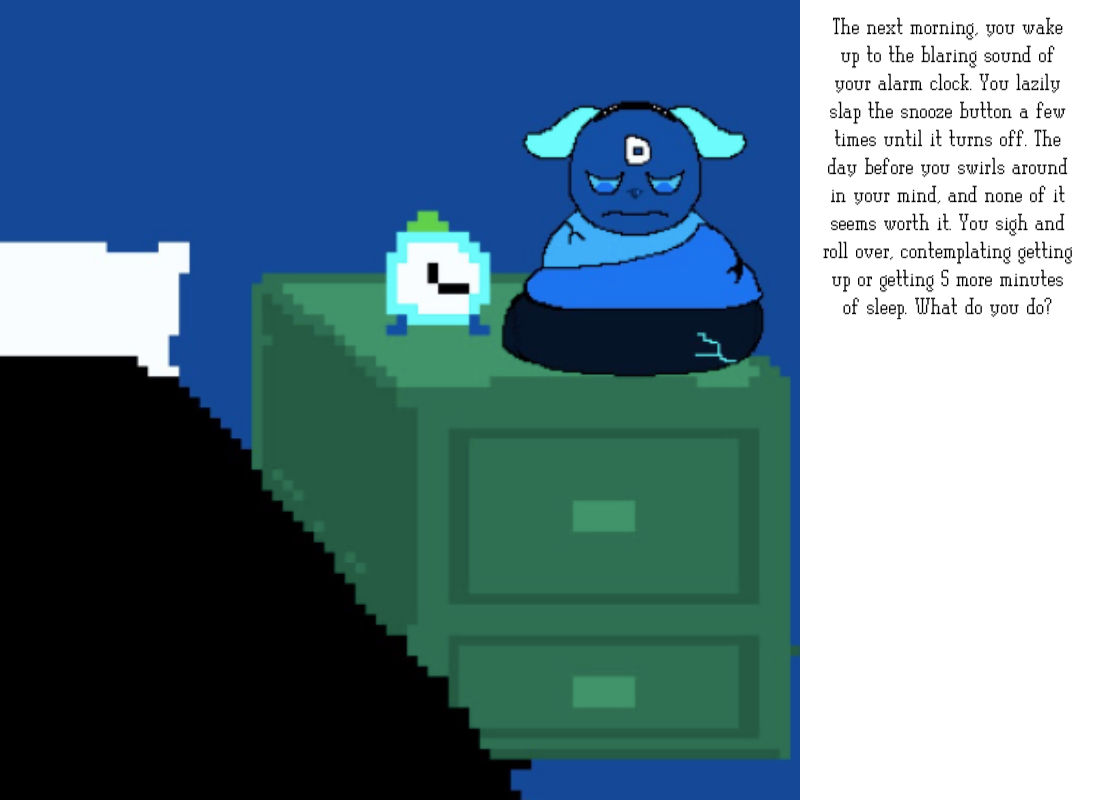 The next morning, you wake
up to the blaring sound of
your alarm clock. You lazily
slap the snooze button a few
times until it turns off. The
day before you swirls around
in your mind, and none of it
seems worth it. You sigh and
roll over, contemplating getting
up or getting 5 more minutes
of sleep. What do you do?
D